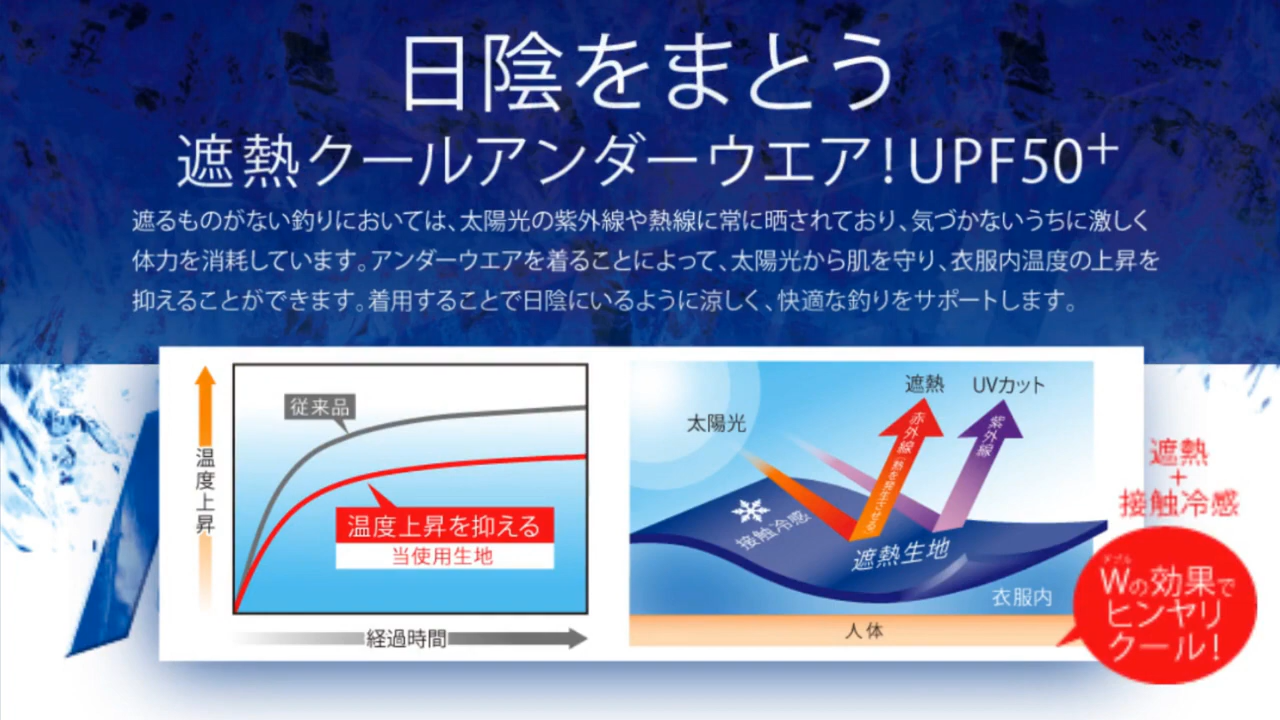 日陰をまとう
遮熱クールアンダーウエア!UPF50+
遮るものがない釣りにおいては、太陽光の紫外線や熱線に常に晒されており、気づかないうちに激しく
体力を消耗しています。アンダーウエアを着ることによって、太陽光から肌を守り、衣服内温度の上昇を
抑えることができます。着用することで日陰にいるように涼しく、快適な釣りをサポートします。
温度上昇
従来品
温度上昇を抑える
当使用生地
経過時間
太陽光
遮熱
UVカット
赤外線(熱を発生させる)
紫外線
接触冷感
遮熱生地
衣服内
人体
遮熱
+
接触冷感
ダブル
Wの効果で
ヒンヤリ
クール!